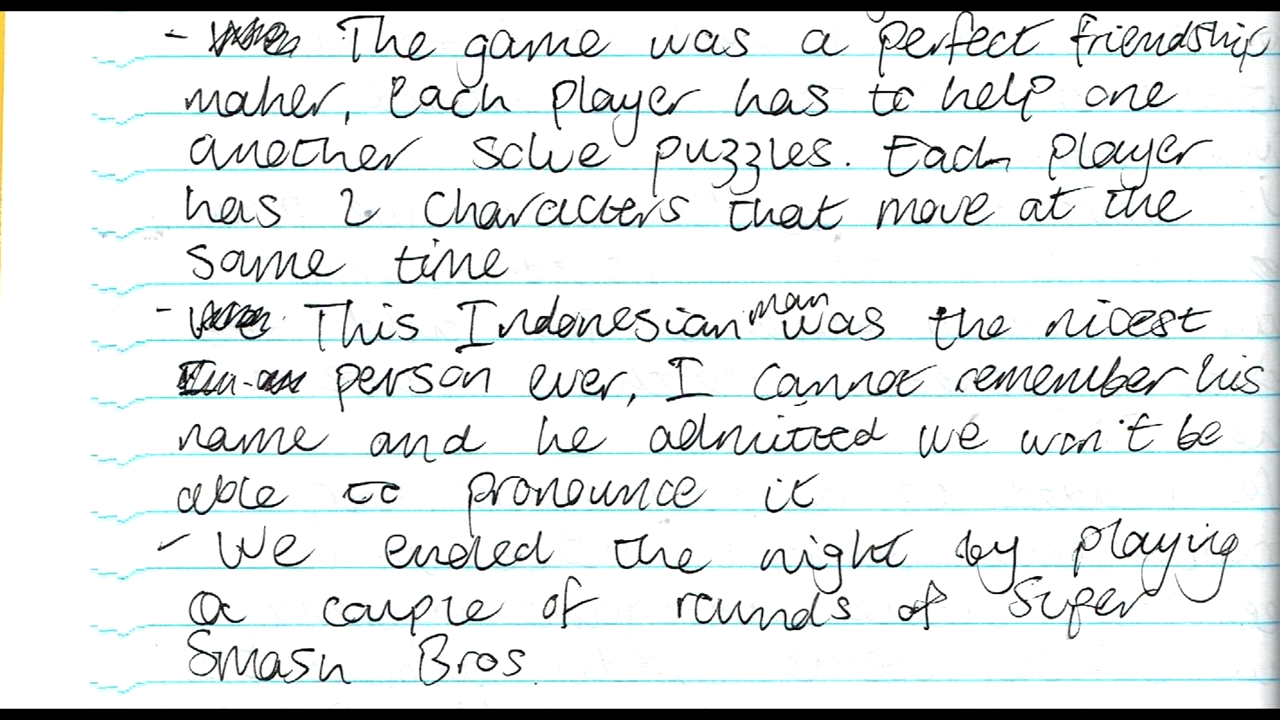 - The game was a perfect friendship
maker, Each player has to help one
another solve puzzles. Each player
has 2 characters that move at the
same time
- This Indonesian man was the nicest
person ever, I cannot remember his
name and he admitted we won't be
able to pronounce it
- We ended the night by playing
a couple of rounds of Super
Smash Bros.